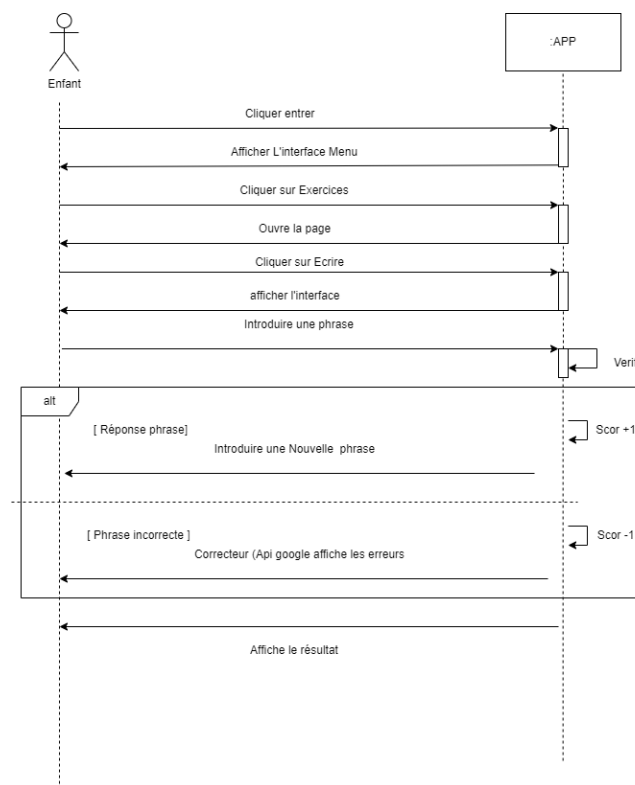 :APP
Enfant
Cliquer entrer
Afficher L'interface Menu
Cliquer sur Exercices
Ouvre la page
Cliquer sur Ecrire
afficher l'interface
Introduire une phrase
Verif
alt
[ Réponse phrase]
Scor +1
Introduire une Nouvelle phrase
[ Phrase incorrecte ]
Scor -1
Correcteur (Api google affiche les erreurs
Affiche le résultat